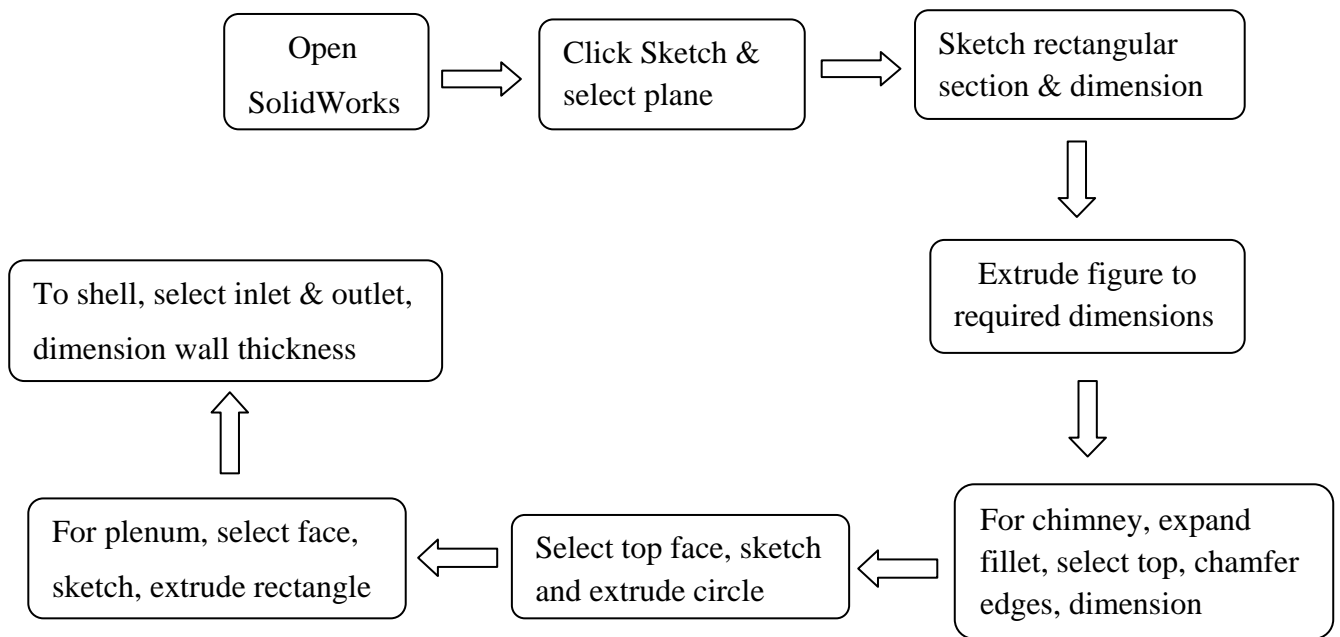 Open
SolidWorks
Click Sketch &
select plane
Sketch rectangular
section & dimension
Extrude figure to
required dimensions
For chimney, expand
fillet, select top, chamfer
edges, dimension
Select top face, sketch
and extrude circle
For plenum, select face,
sketch, extrude rectangle
To shell, select inlet & outlet,
dimension wall thickness